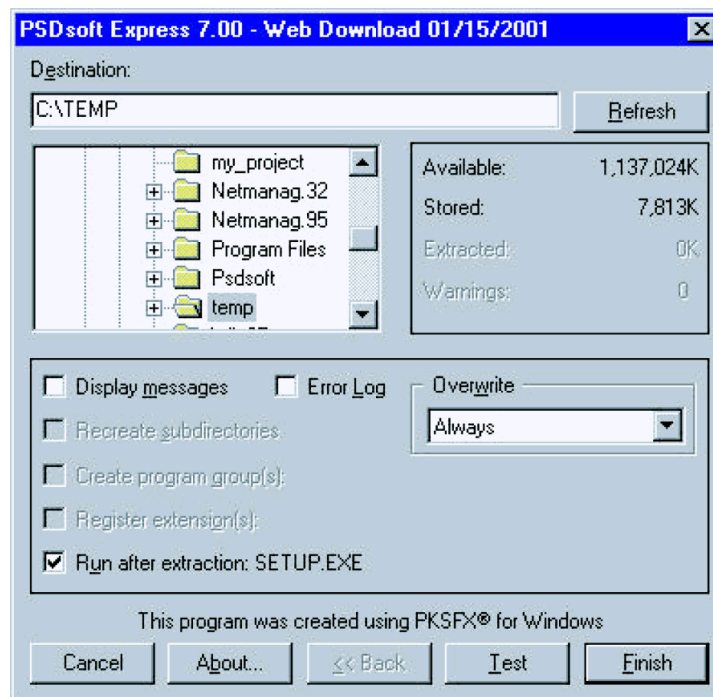 PSDsoft Express 7.00 - Web Download 01/15/2001
Destination:
C:\TEMP
Refresh
my_project
Netmanag.32
Netmanag.95
Program Files
Psdsoft
temp
Available: 1,137,024K
Stored: 7,813K
Extracted: 0K
Warnings: 0
Display messages
Error Log
Overwrite
Always
Recreate subdirectories
Create program group(s):
Register extension(s):
Run after extraction: SETUP.EXE
This program was created using PKSFX® for Windows
Cancel
About...
<< Back
Test
Finish